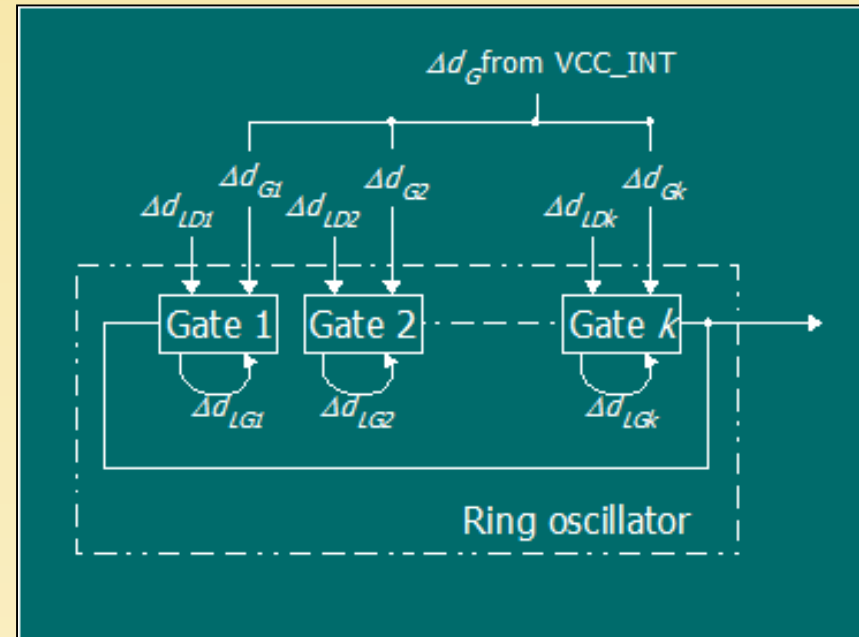 Δd_G from VCC_INT
Δd_G1 Δd_G2 Δd_Gk
Δd_LD1 Δd_LD2 Δd_LDk
Gate 1 Gate 2 Gate k
Δd_LG1 Δd_LG2 Δd_LGk
Ring oscillator